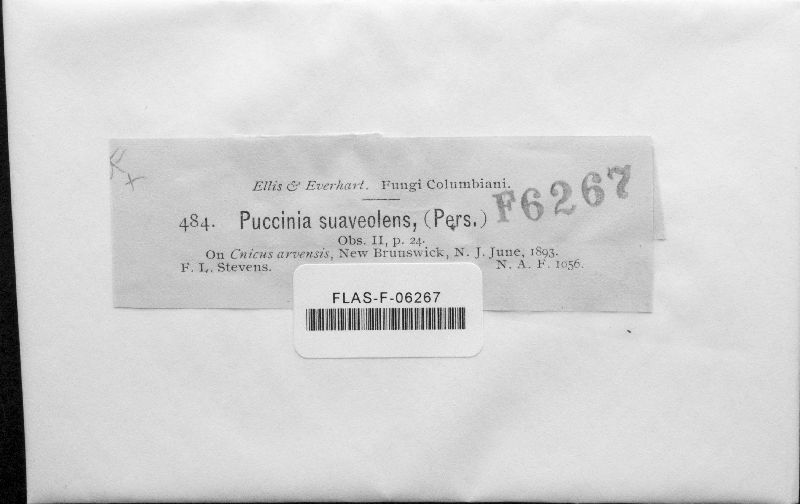 Kx
Ellis & Everhart. Fungi Columbiani.
F6267
484. Puccinia suaveolens, (Pers.)
Obs. II, p. 24.
On Cnicus arvensis, New Brunswick, N. J. June, 1893.
F. L. Stevens. N. A. F. 1056.
FLAS-F-06267